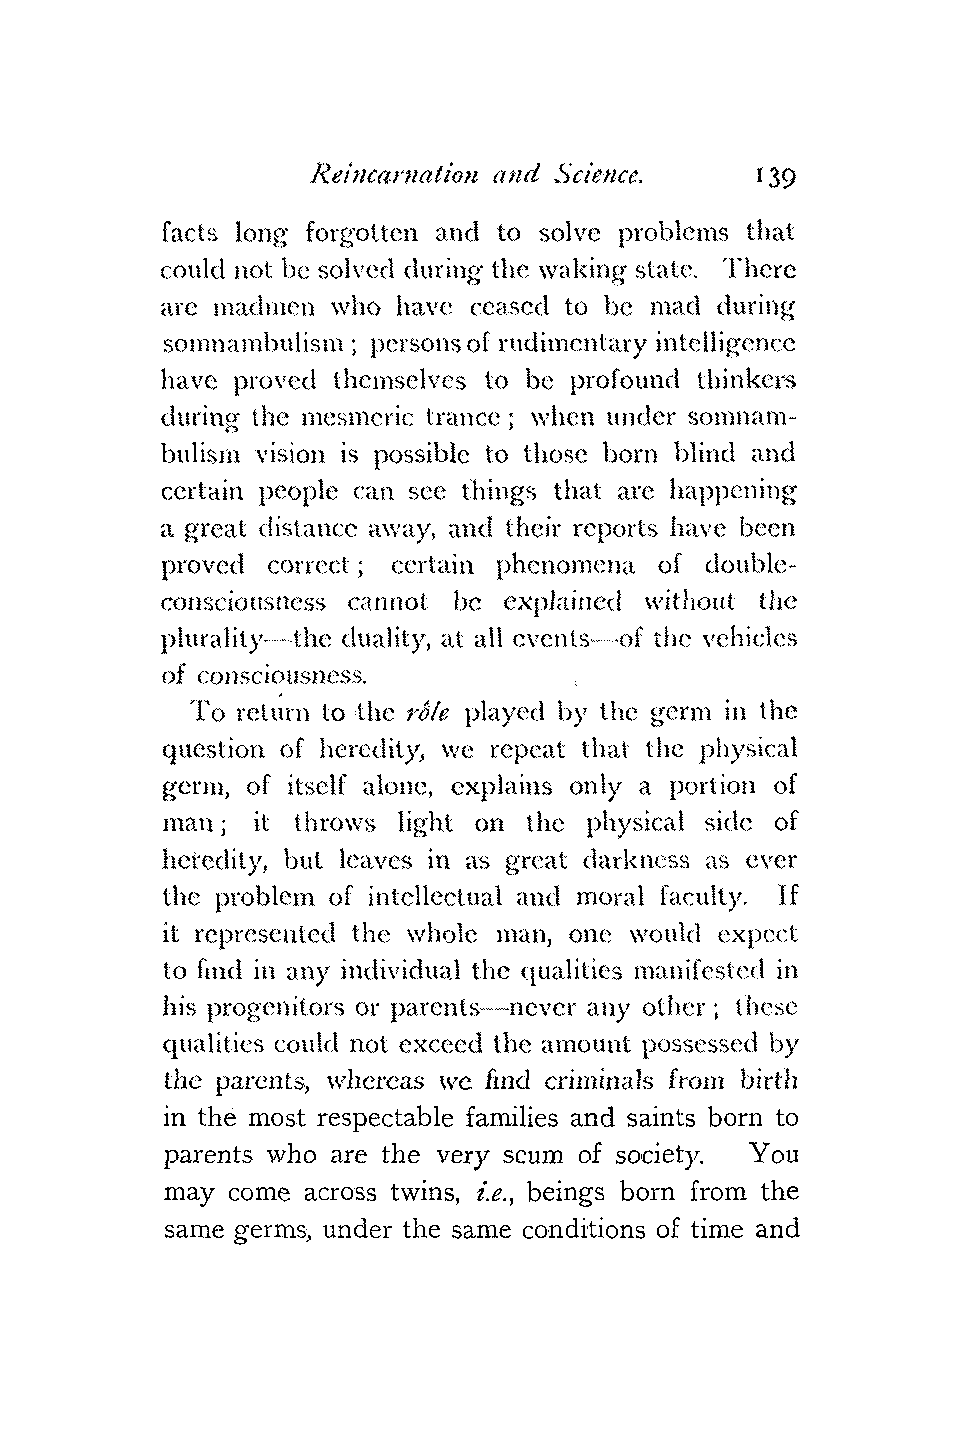 Reincarnation and Science. 139
facts long forgotten and to solve problems that
could not be solved during the waking state. There
are madmen who have ceased to be mad during
somnambulism ; persons of rudimentary intelligence
have proved themselves to be profound thinkers
during the mesmeric trance ; when under somnam-
bulism vision is possible to those born blind and
certain people can see things that are happening
a great distance away, and their reports have been
proved correct ; certain phenomena of double-
consciousness cannot be explained without the
plurality—the duality, at all events—of the vehicles
of consciousness.
To return to the rôle played by the germ in the
question of heredity, we repeat that the physical
germ, of itself alone, explains only a portion of
man ; it throws light on the physical side of
heredity, but leaves in as great darkness as ever
the problem of intellectual and moral faculty. If
it represented the whole man, one would expect
to find in any individual the qualities manifested in
his progenitors or parents—never any other ; these
qualities could not exceed the amount possessed by
the parents, whereas we find criminals from birth
in the most respectable families and saints born to
parents who are the very scum of society. You
may come across twins, i.e., beings born from the
same germs, under the same conditions of time and